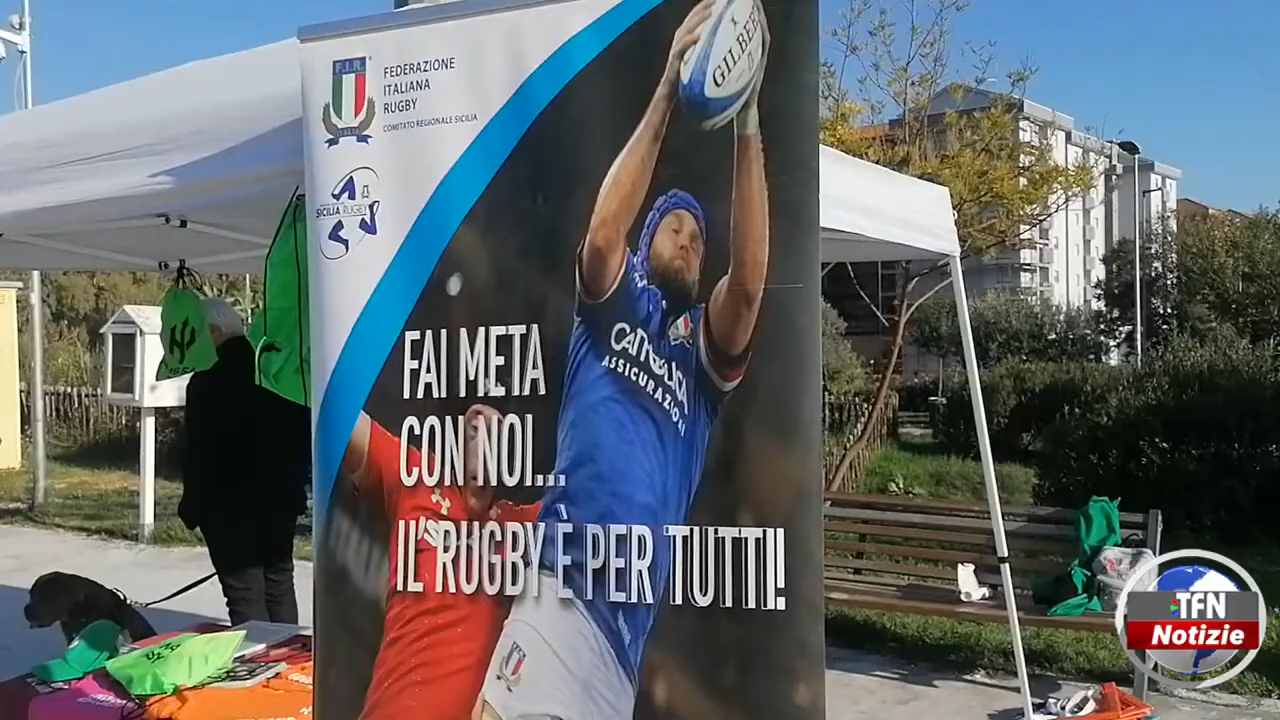 F.I.R.
FEDERAZIONE
ITALIANA
RUGBY
COMITATO REGIONALE SICILIA
SICILIA RUGBY
GILBERT
CATTOLICA
ASSICURAZIONI
FAI META
CON NOI...
IL RUGBY È PER TUTTI!
TFN
Notizie